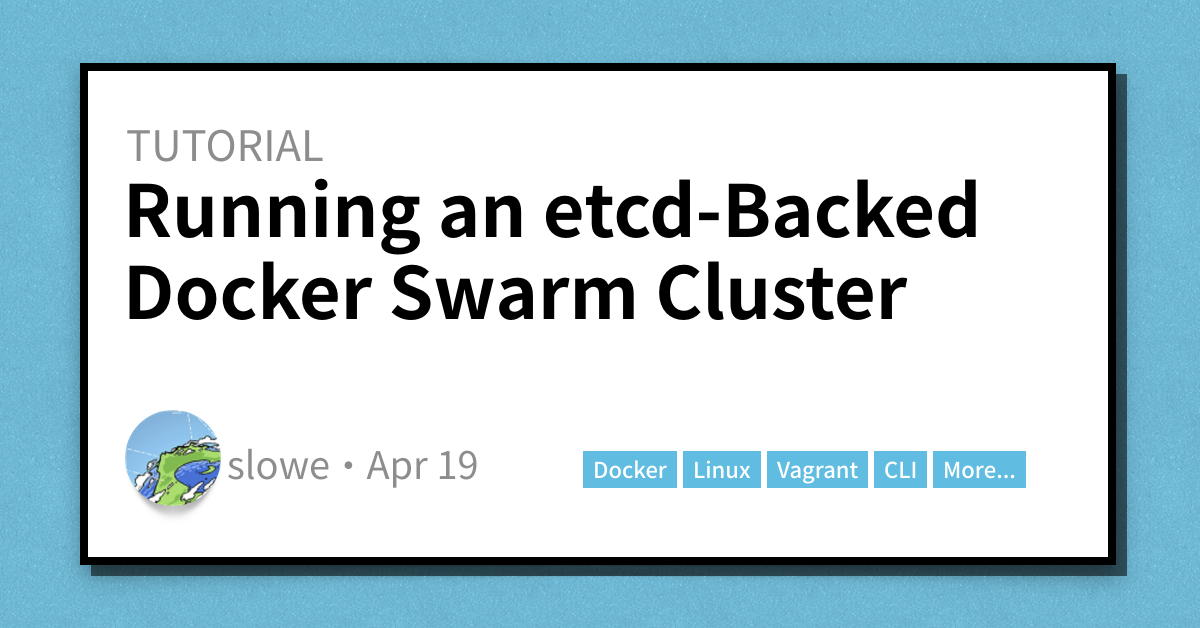 TUTORIAL
Running an etcd-Backed
Docker Swarm Cluster
slowe • Apr 19
Docker Linux Vagrant CLI More...